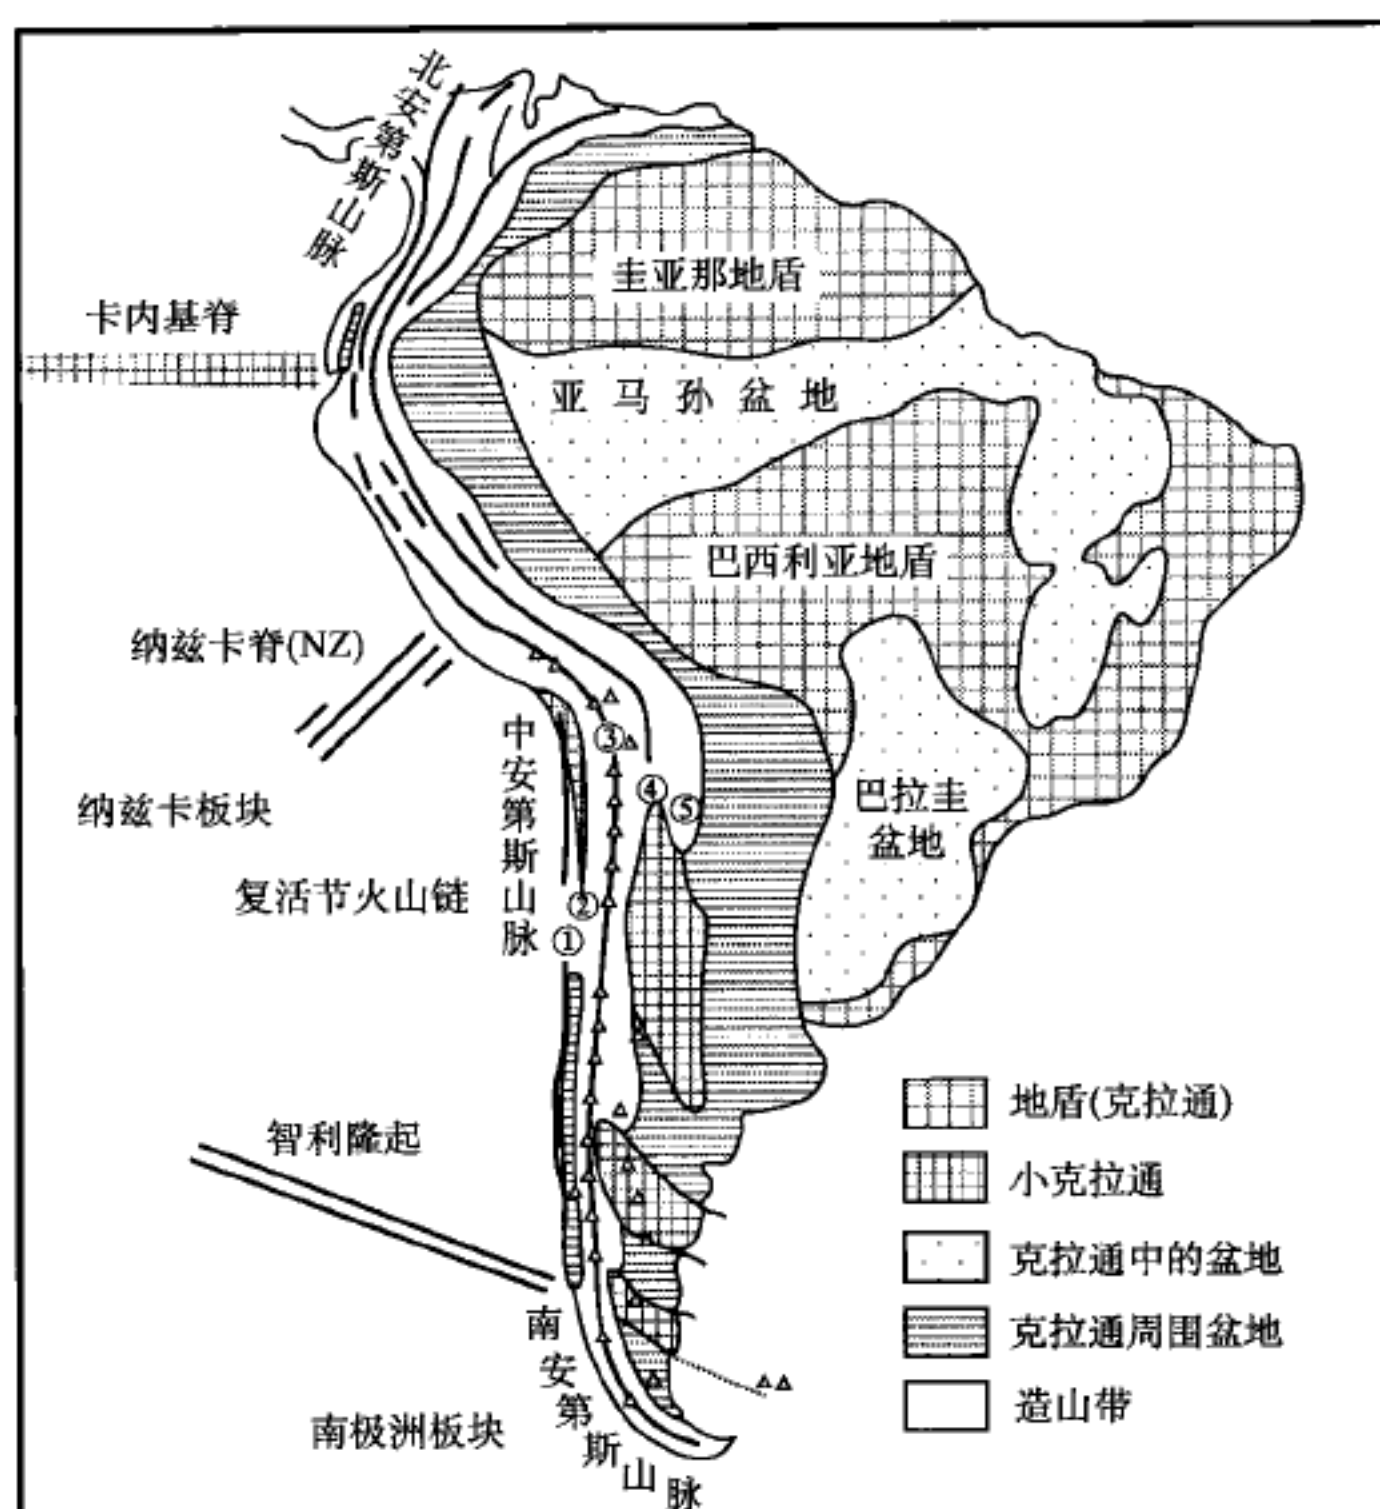 北安第斯山脉
圭亚那地盾
卡内基脊
亚马孙盆地
巴西利亚地盾
纳兹卡脊(NZ)
中安第斯山脉
③
④
⑤
纳兹卡板块
巴拉圭
盆地
复活节火山链
②
①
地盾(克拉通)
智利隆起
小克拉通
克拉通中的盆地
克拉通周围盆地
南安第斯山脉
造山带
南极洲板块